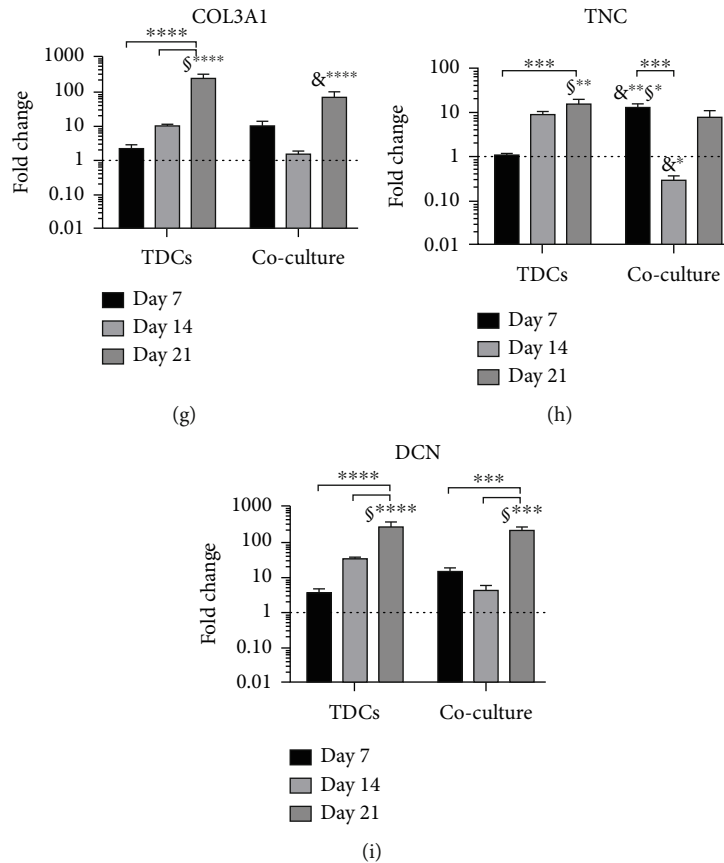 COL3A1
****
§****
&****
1000
100
10
1
0.10
0.01
Fold change
TDCs
Co-culture
Day 7
Day 14
Day 21
(g)
TNC
***
***
§**
&**§*
&*
100
10
1
0.10
0.01
Fold change
TDCs
Co-culture
Day 7
Day 14
Day 21
(h)
DCN
****
***
§****
§***
1000
100
10
1
0.10
0.01
Fold change
TDCs
Co-culture
Day 7
Day 14
Day 21
(i)